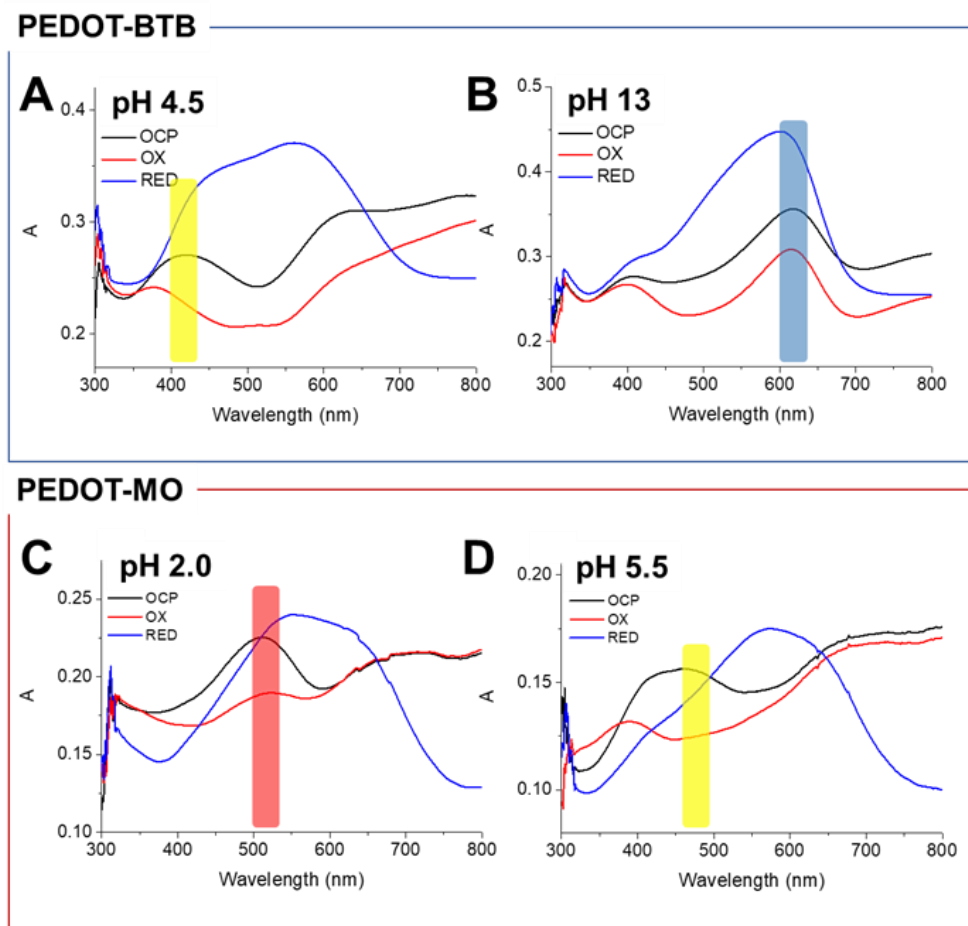 PEDOT-BTB
A
pH 4.5
OCP
OX
RED
0.4
0.3
0.2
A
300 400 500 600 700 800
Wavelength (nm)
B
pH 13
OCP
OX
RED
0.5
0.4
0.3
0.2
A
300 400 500 600 700 800
Wavelength (nm)
PEDOT-MO
C
pH 2.0
OCP
OX
RED
0.25
0.20
0.15
0.10
A
300 400 500 600 700 800
Wavelength (nm)
D
pH 5.5
OCP
OX
RED
0.20
0.15
0.10
A
300 400 500 600 700 800
Wavelength (nm)